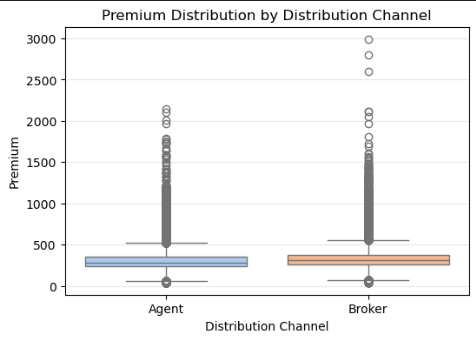 Premium Distribution by Distribution Channel
3000
2500
2000
1500
1000
500
0
Premium
Agent
Broker
Distribution Channel